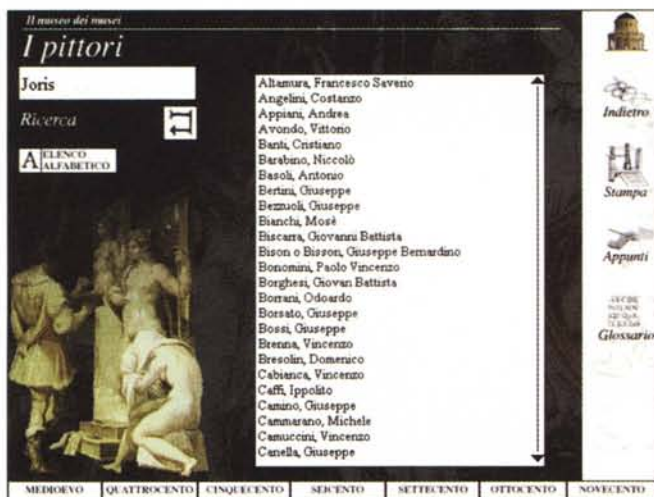 Il museo dei musei
I pittori
Joris
Ricerca
A ELENCO
ALFABETICO
Altamura, Francesco Saverio
Angelini, Costanzo
Appiani, Andrea
Avondo, Vittorio
Banti, Cristiano
Barabino, Niccolò
Basoli, Antonio
Bertini, Giuseppe
Bezzuoli, Giuseppe
Bianchi, Mosè
Biscarra, Giovanni Battista
Bison o Bisson, Giuseppe Bernardino
Bonomini, Paolo Vincenzo
Borghesi, Giovan Battista
Borrani, Odoardo
Borsato, Giuseppe
Bossi, Giuseppe
Brenna, Vincenzo
Bresolin, Domenico
Cabianca, Vincenzo
Caffi, Ippolito
Camino, Giuseppe
Cammarano, Michele
Camuccini, Vincenzo
Canella, Giuseppe
Indietro
Stampa
Appunti
Glossario
MEDIOEVO QUATTROCENTO CINQUECENTO SEICENTO SETTECENTO OTTOCENTO NOVECENTO